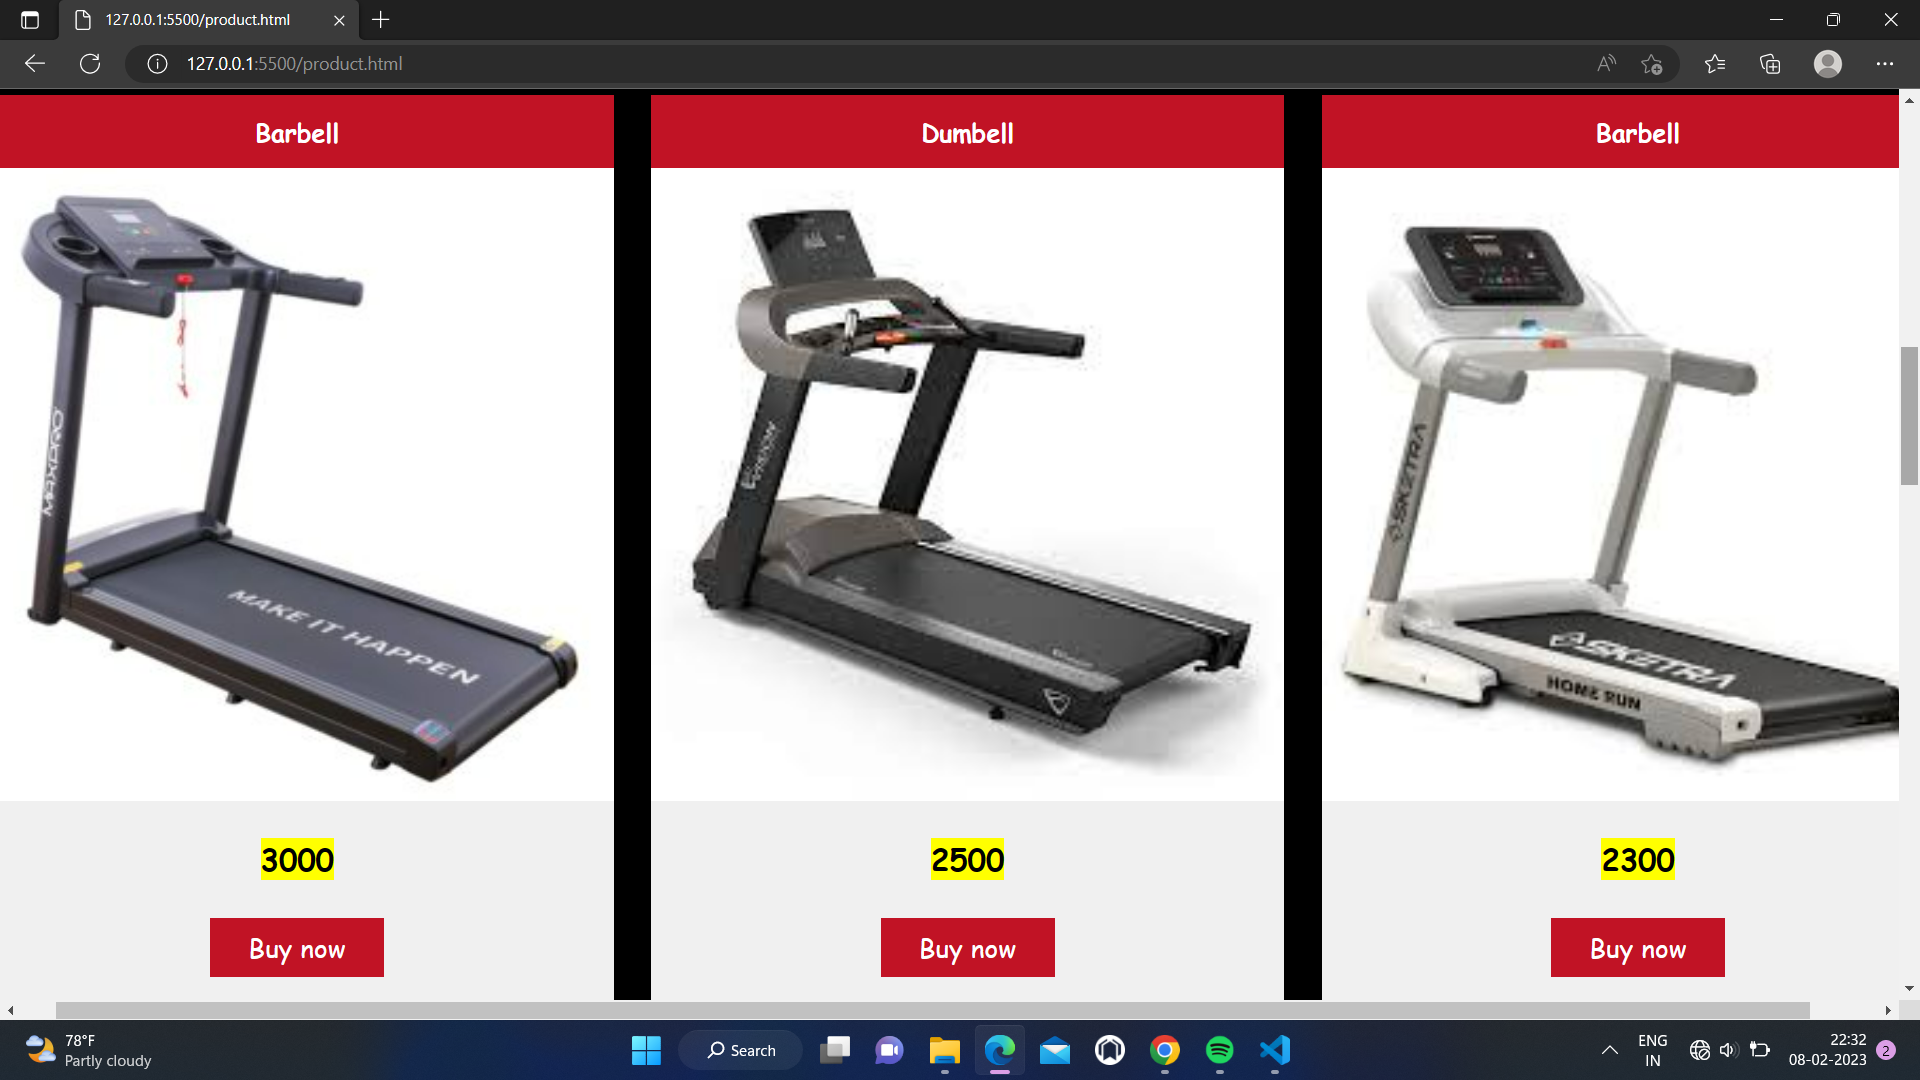 127.0.0.1:5500/product.html
127.0.0.1:5500/product.html
Barbell
Dumbell
Barbell
MAXPRO
MAKE IT HAPPEN
SKETRA
SKETRA
HOME RUN
3000
2500
2300
Buy now
Buy now
Buy now
78°F
Partly cloudy
Search
ENG
IN
22:32
08-02-2023
2